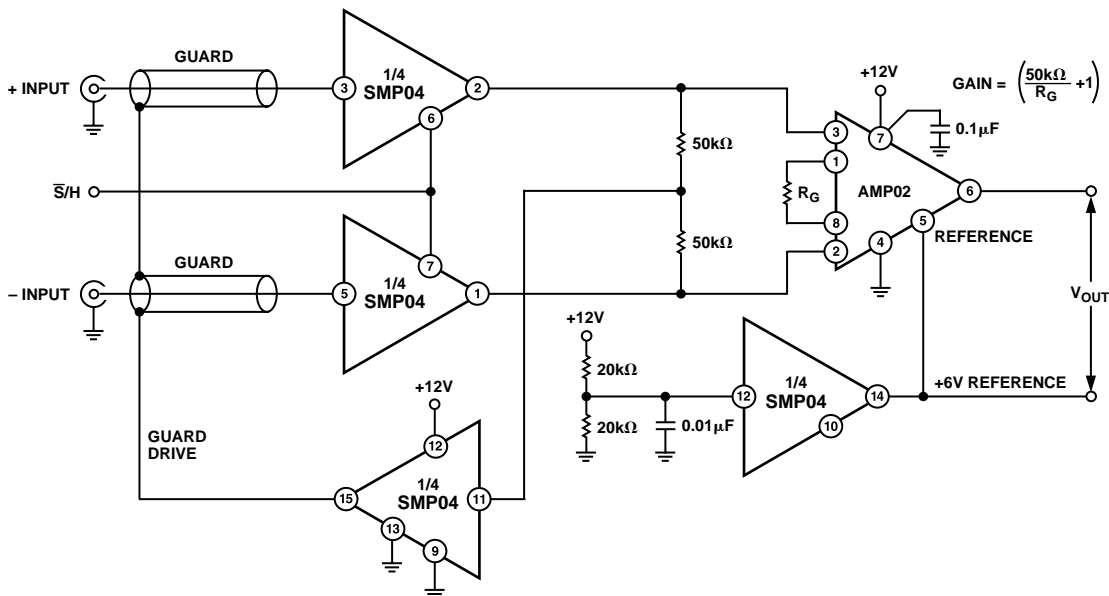 GUARD
+ INPUT
3
1/4
SMP04
2
6
S̅/H
50kΩ
50kΩ
GUARD
– INPUT
5
7
1/4
SMP04
1
+12V
7
0.1µF
GAIN = (50kΩ/R_G +1)
3
1
R_G
8
2
AMP02
6
5
4
REFERENCE
V_OUT
+12V
20kΩ
20kΩ
0.01µF
12
1/4
SMP04
14
10
+6V REFERENCE
GUARD
DRIVE
+12V
12
15
1/4
SMP04
11
13
9